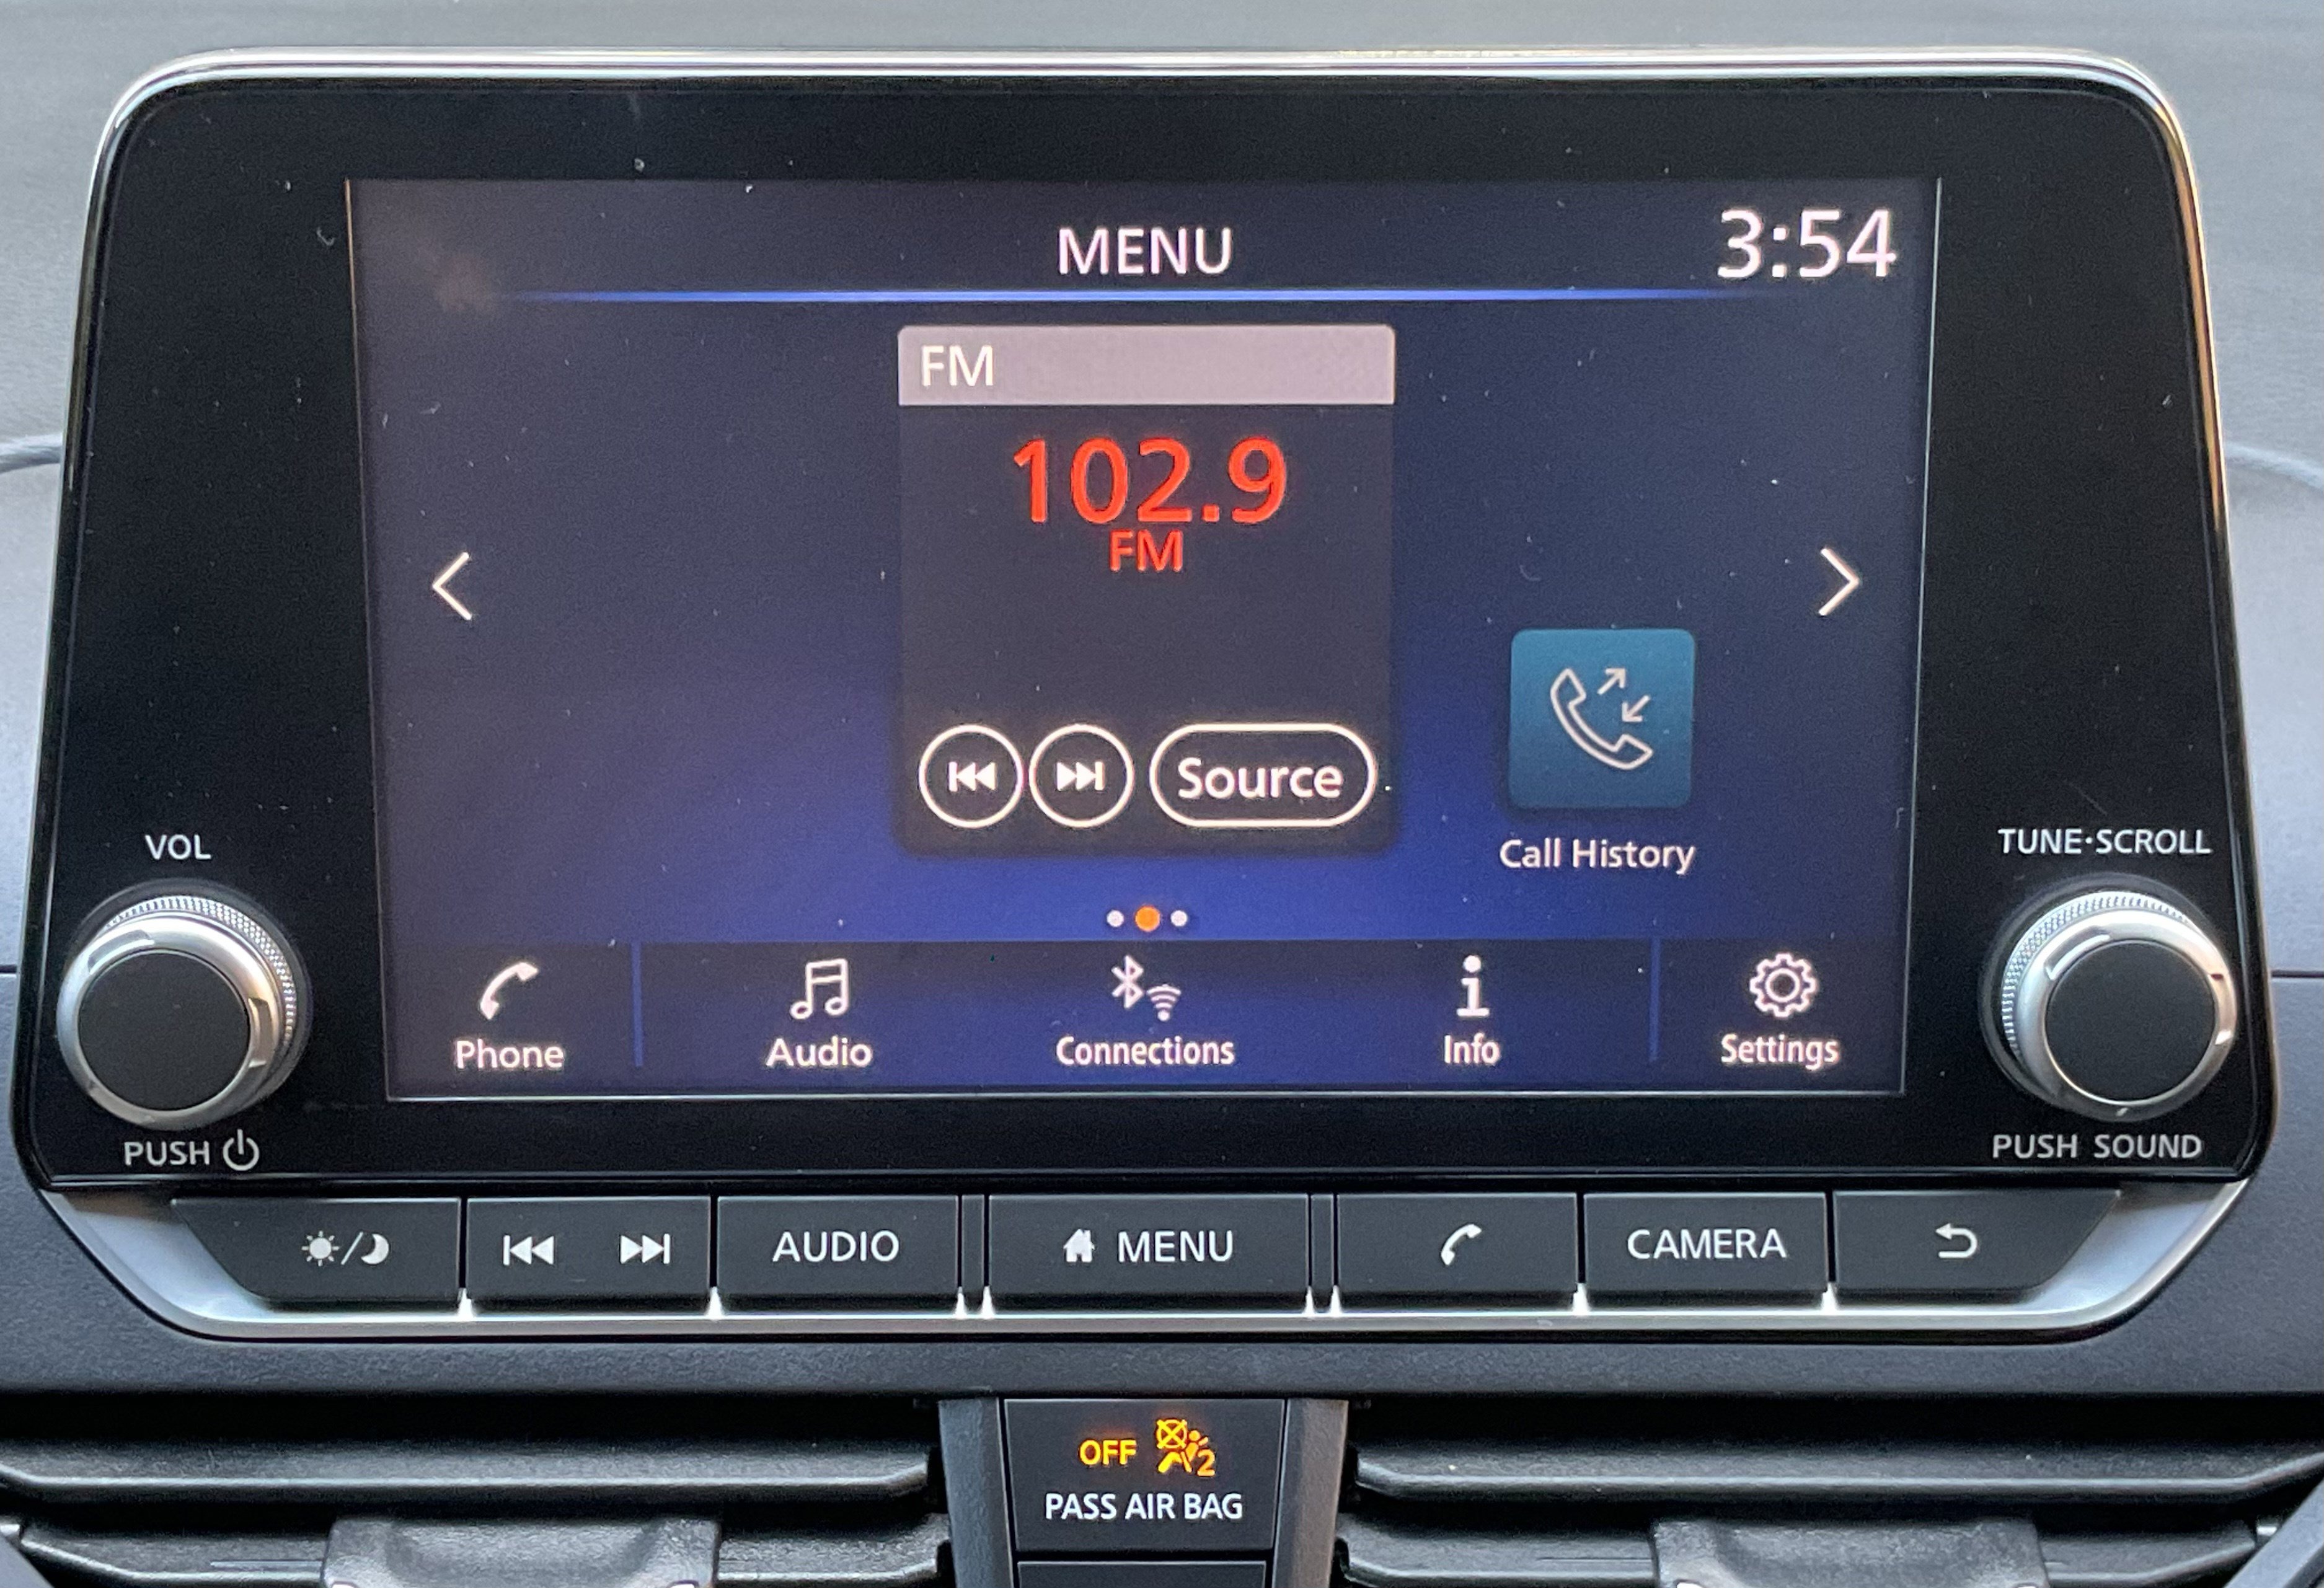 MENU
3:54
FM
102.9
FM
Source
Call History
VOL
TUNE·SCROLL
Phone
Audio
Connections
Info
Settings
PUSH
PUSH SOUND
AUDIO
MENU
CAMERA
OFF 2
PASS AIR BAG